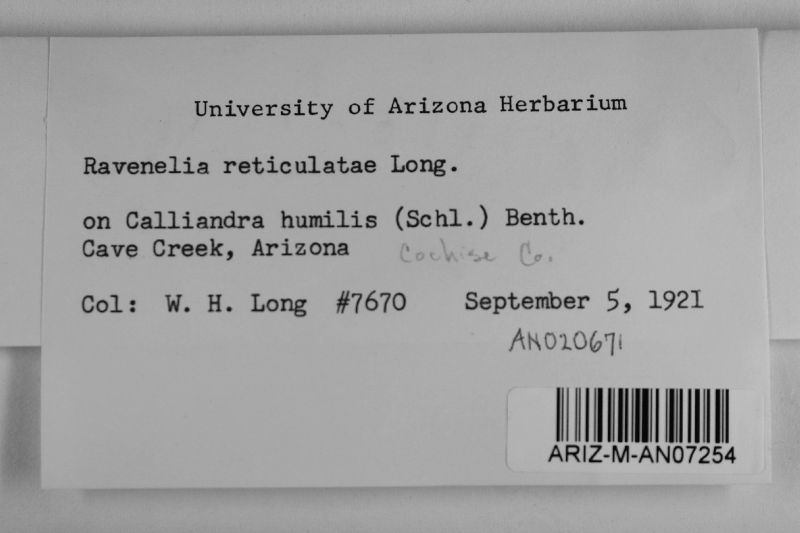 University of Arizona Herbarium
Ravenelia reticulatae Long.
on Calliandra humilis (Schl.) Benth.
Cave Creek, Arizona Cochise Co.
Col: W. H. Long #7670 September 5, 1921
AN020671
ARIZ-M-AN07254